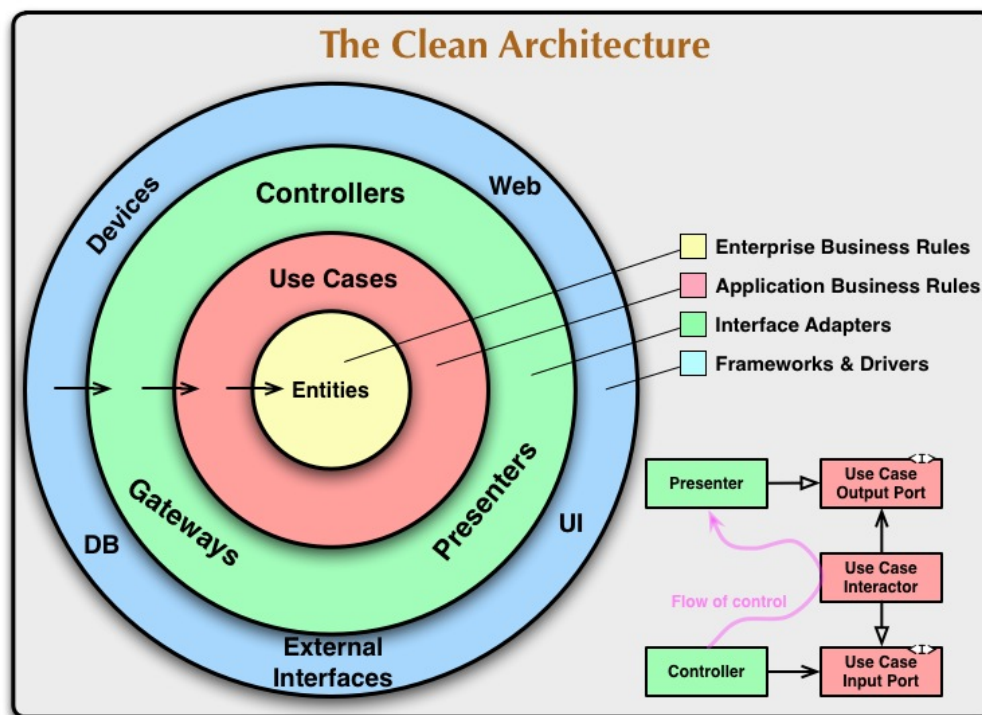 The Clean Architecture
Devices
Web
Controllers
Use Cases
Entities
Gateways
Presenters
DB
UI
External
Interfaces
Enterprise Business Rules
Application Business Rules
Interface Adapters
Frameworks & Drivers
Presenter
<I>
Use Case
Output Port
Use Case
Interactor
Flow of control
Controller
<I>
Use Case
Input Port